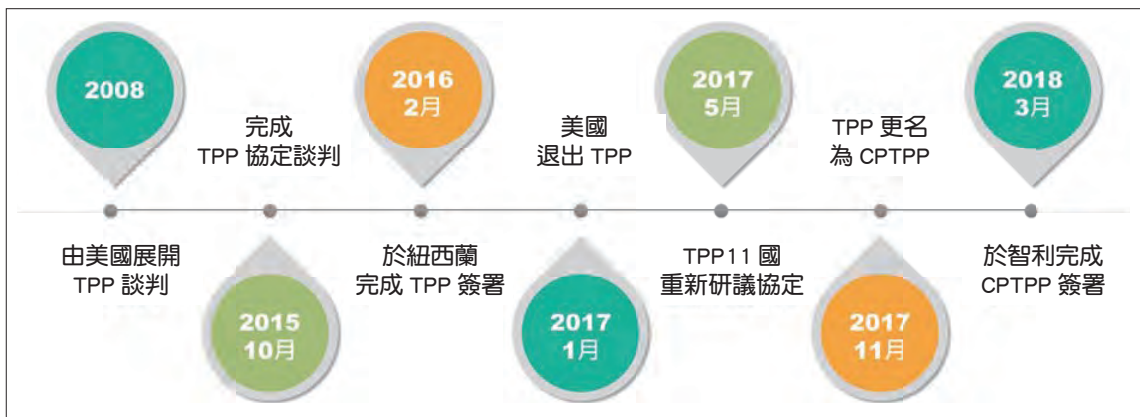 2008
由美國展開
TPP 談判
完成
TPP 協定談判
2015
10月
2016
2月
於紐西蘭
完成 TPP 簽署
美國
退出 TPP
2017
1月
2017
5月
TPP11 國
重新研議協定
TPP 更名
為 CPTPP
2017
11月
2018
3月
於智利完成
CPTPP 簽署